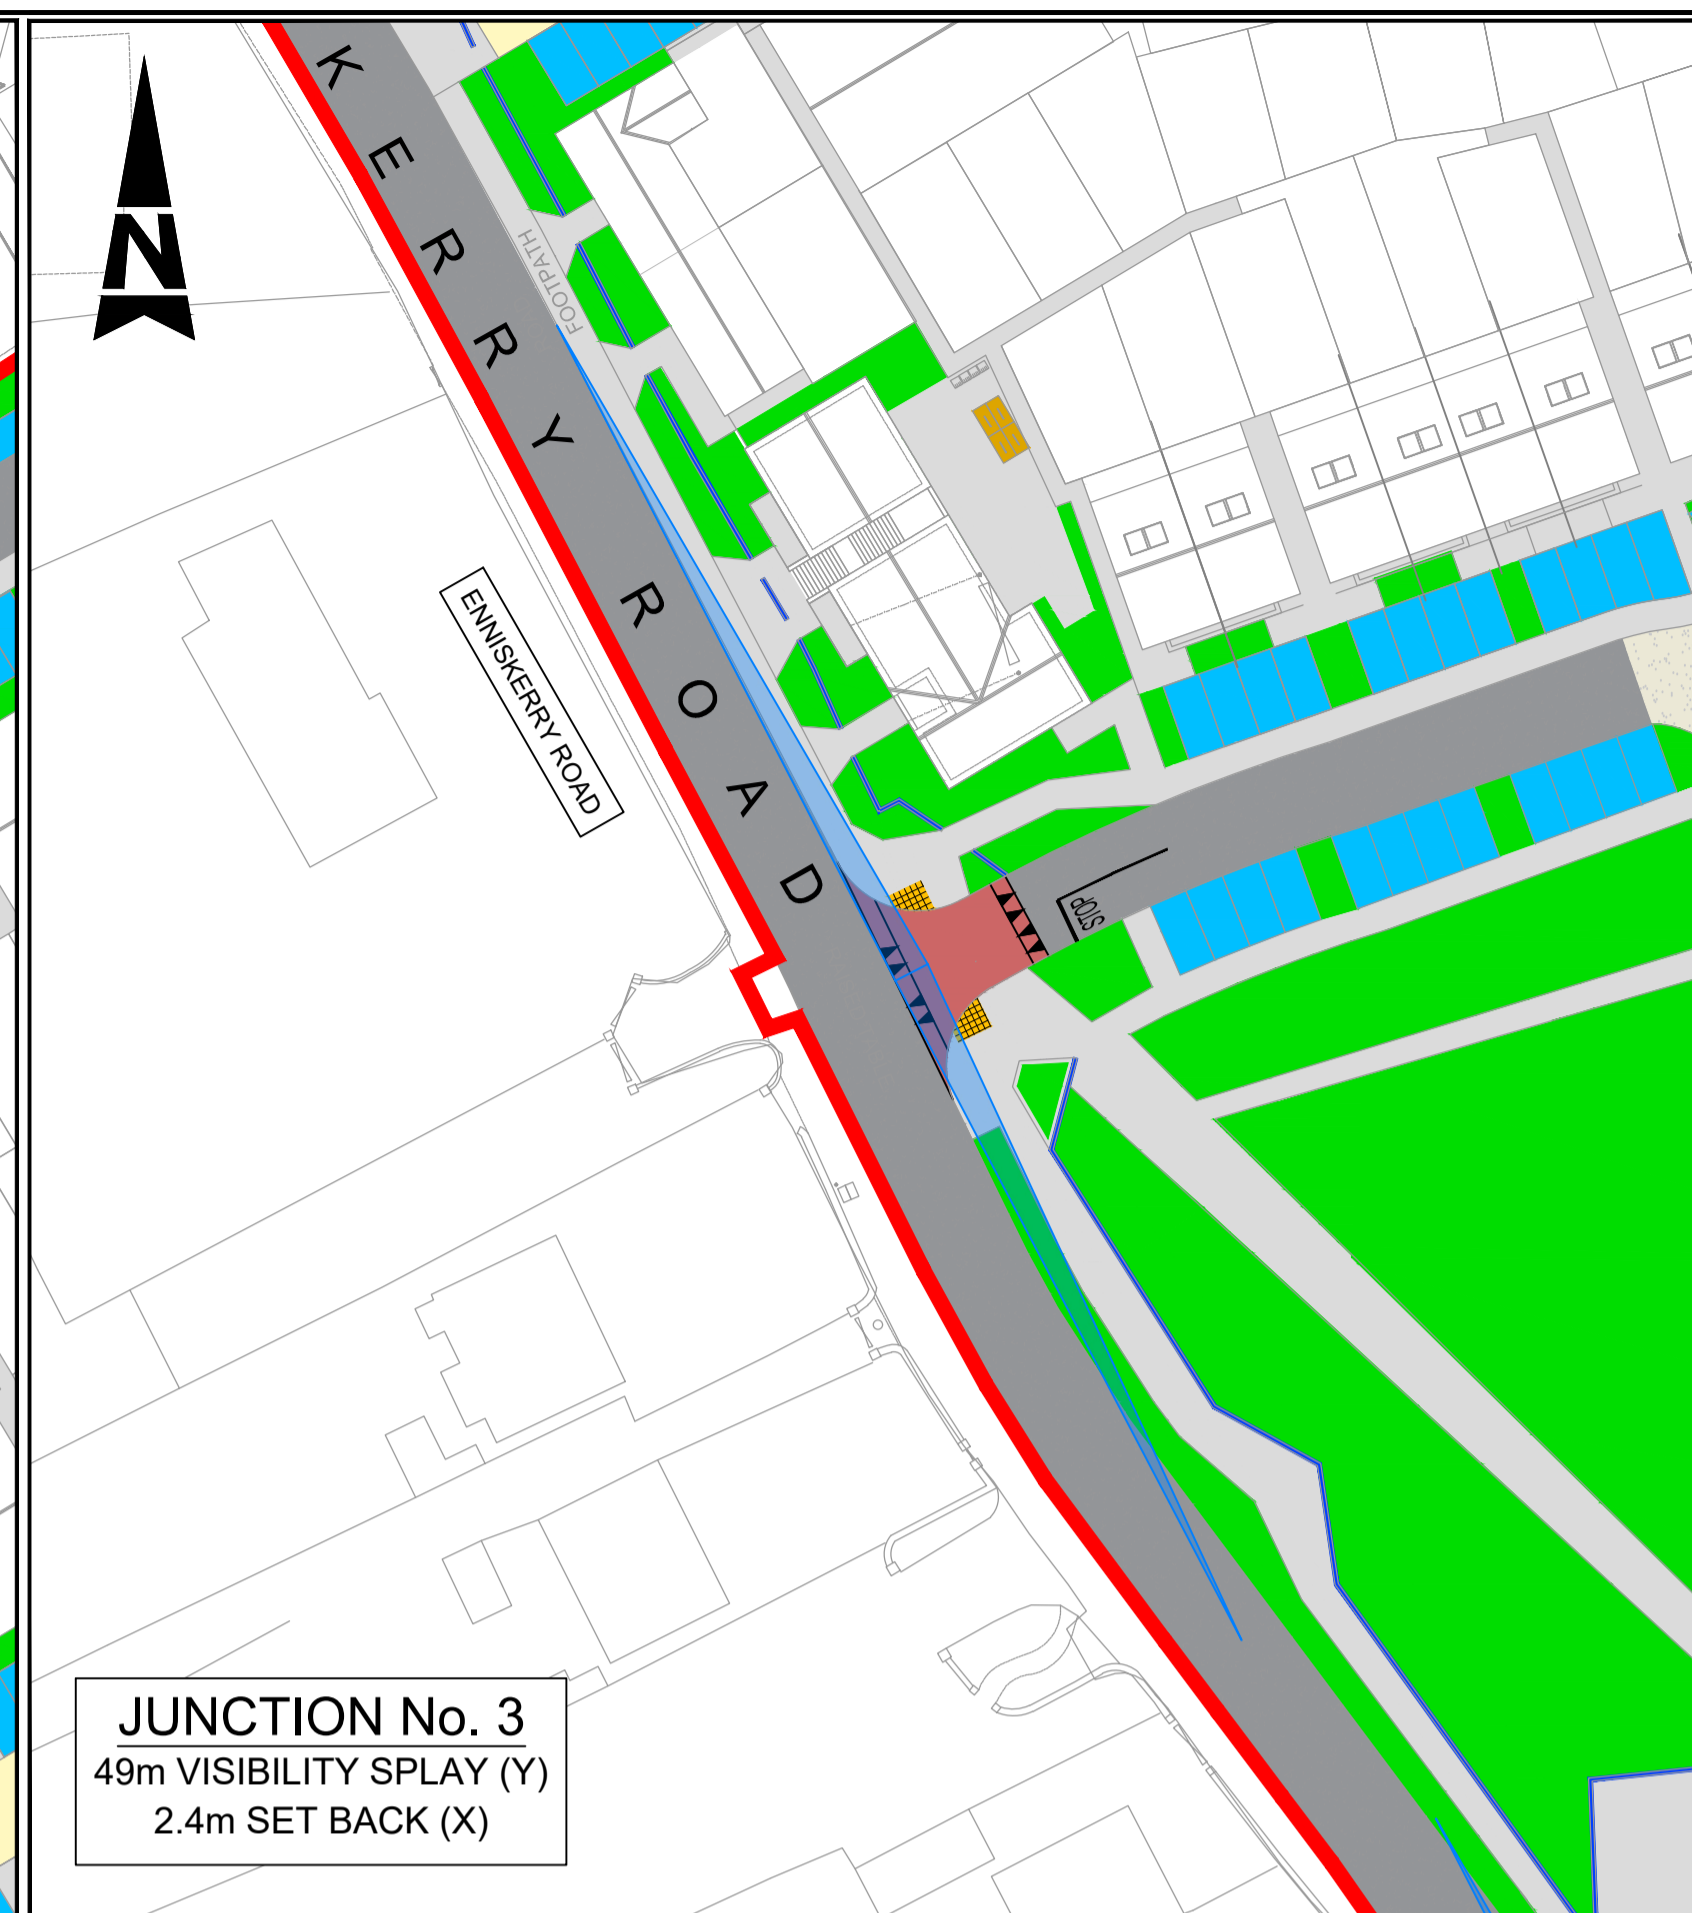 KERRY ROAD
N
FOOTPATH
ENNISKERRY ROAD
STOP
JUNCTION No. 3
49m VISIBILITY SPLAY (Y)
2.4m SET BACK (X)